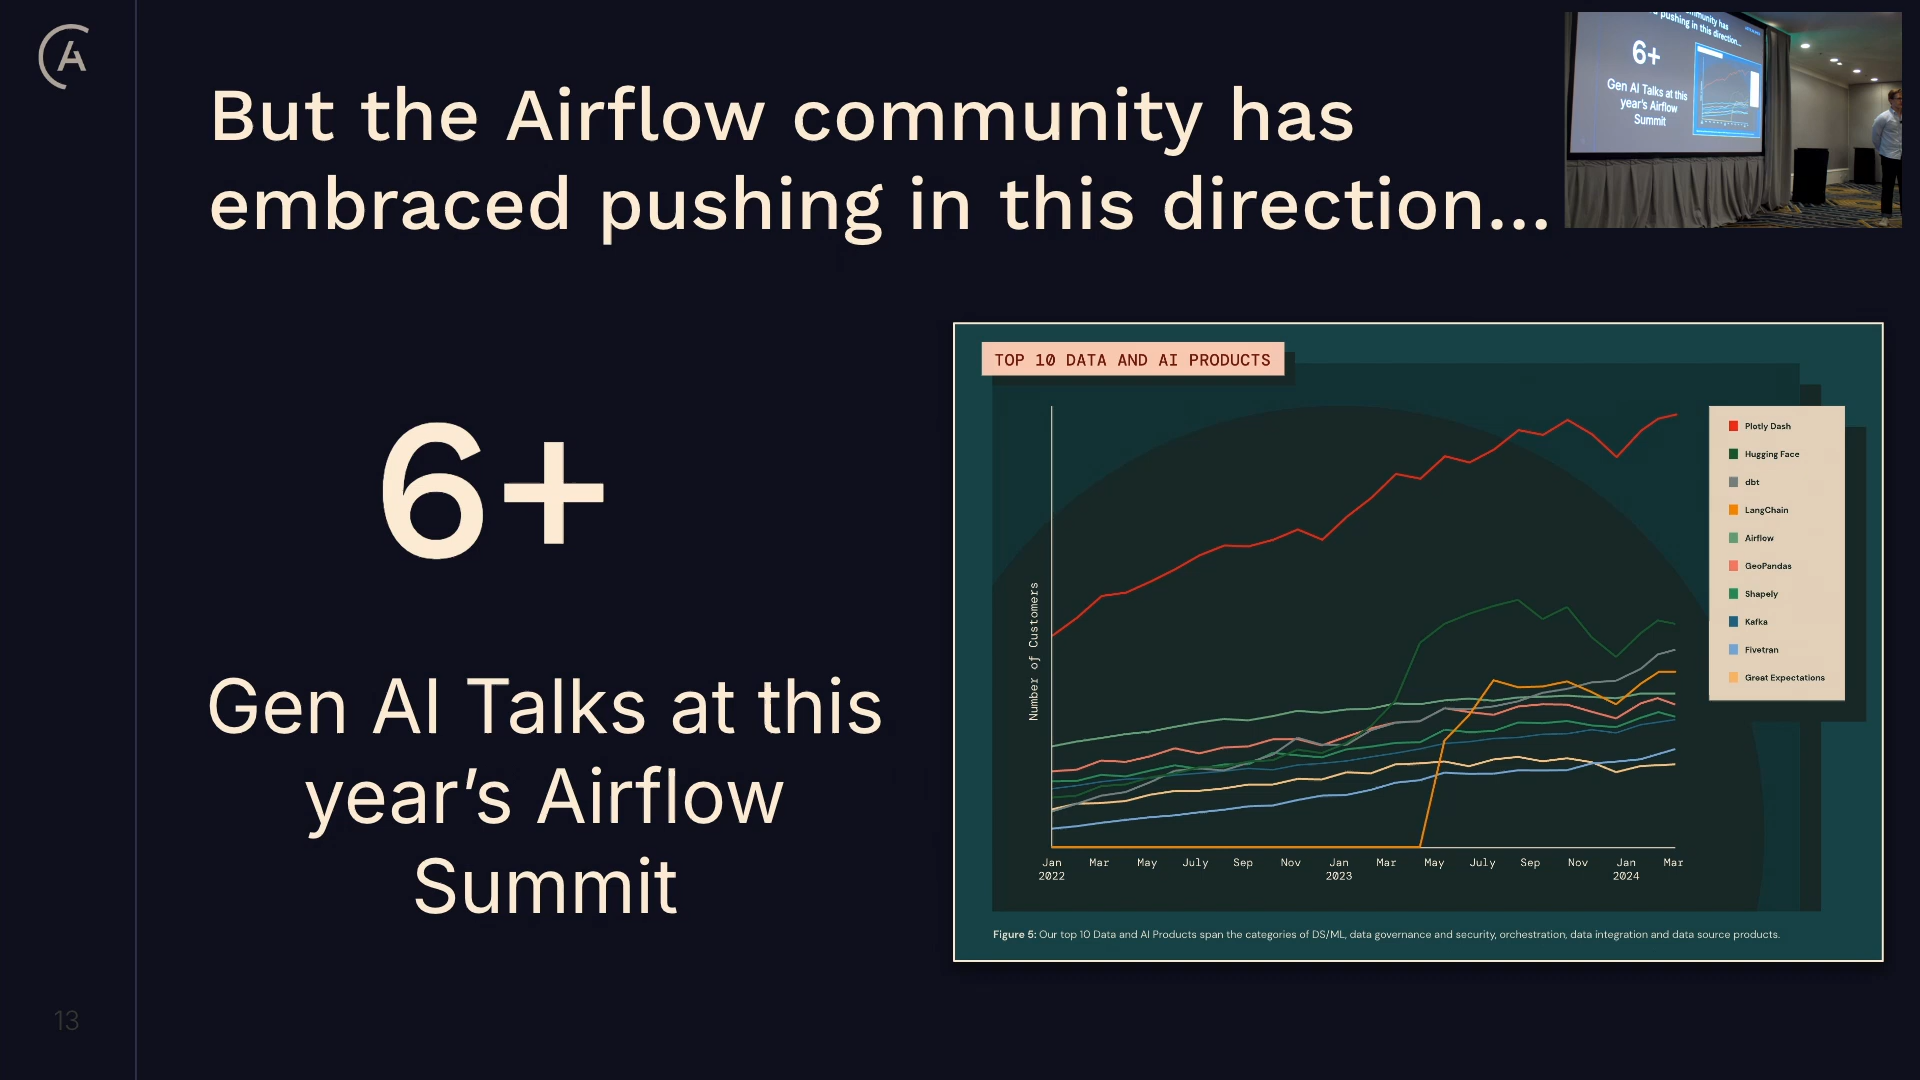 But the Airflow community has
embraced pushing in this direction...
6+
Gen AI Talks at this
year's Airflow
Summit
TOP 10 DATA AND AI PRODUCTS
Number of Customers
Jan Mar May July Sep Nov Jan Mar May July Sep Nov Jan Mar
2022 2023 2024
Plotly Dash
Hugging Face
dbt
LangChain
Airflow
GeoPandas
Shapely
Kafka
Fivetran
Great Expectations
Figure 5: Our top 10 Data and AI Products span the categories of DS/ML, data governance and security, orchestration, data integration and data source products.
13
A
pushing in this direction...
6+
Gen AI Talks at this
year's Airflow
Summit